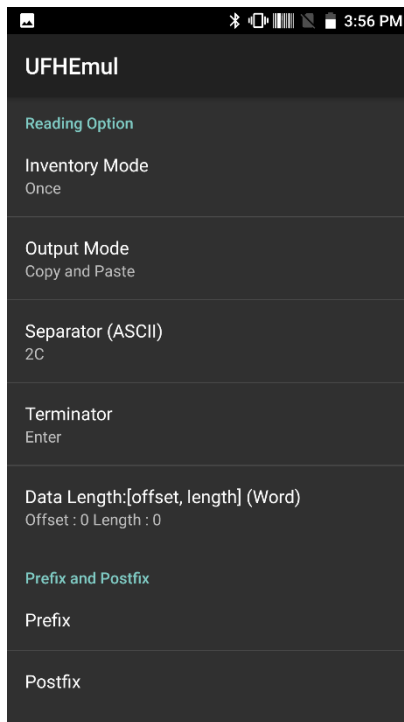 3:56 PM
UFHEmul
Reading Option
Inventory Mode
Once
Output Mode
Copy and Paste
Separator (ASCII)
2C
Terminator
Enter
Data Length:[offset, length] (Word)
Offset : 0 Length : 0
Prefix and Postfix
Prefix
Postfix